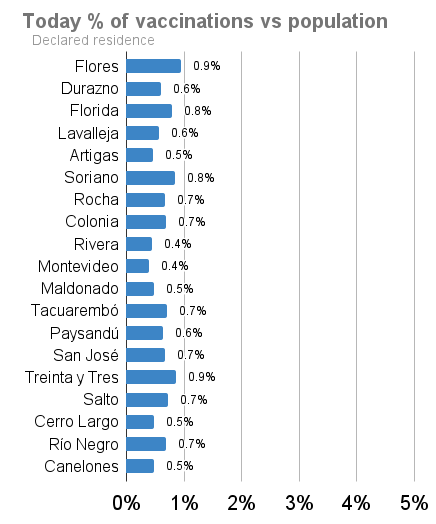 Today % of vaccinations vs population
Declared residence
Flores 0.9%
Durazno 0.6%
Florida 0.8%
Lavalleja 0.6%
Artigas 0.5%
Soriano 0.8%
Rocha 0.7%
Colonia 0.7%
Rivera 0.4%
Montevideo 0.4%
Maldonado 0.5%
Tacuarembó 0.7%
Paysandú 0.6%
San José 0.7%
Treinta y Tres 0.9%
Salto 0.7%
Cerro Largo 0.5%
Río Negro 0.7%
Canelones 0.5%
0% 1% 2% 3% 4% 5%